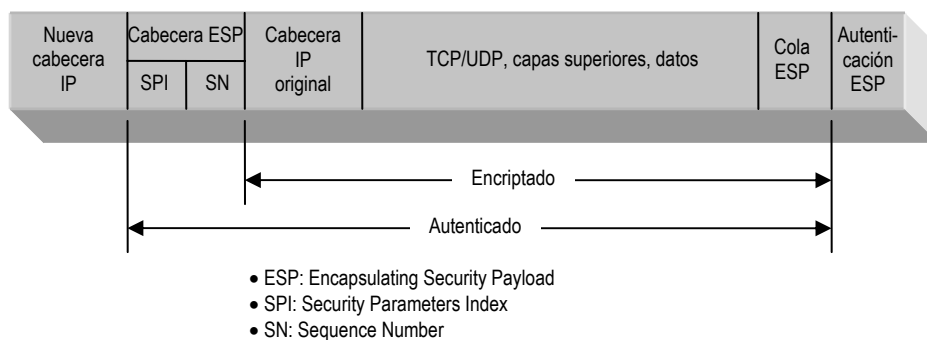 Nueva
cabecera
IP
Cabecera ESP
SPI
SN
Cabecera
IP
original
TCP/UDP, capas superiores, datos
Cola
ESP
Autenti-
cación
ESP
Encriptado
Autenticado
• ESP: Encapsulating Security Payload
• SPI: Security Parameters Index
• SN: Sequence Number